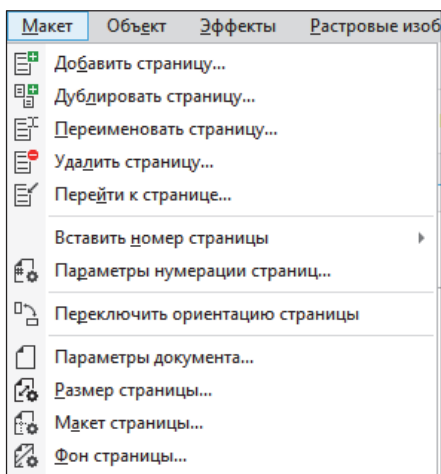 Макет Объект Эффекты Растровые изоб
Добавить страницу...
Дублировать страницу...
Переименовать страницу...
Удалить страницу...
Перейти к странице...
Вставить номер страницы
Параметры нумерации страниц...
Переключить ориентацию страницы
Параметры документа...
Размер страницы...
Макет страницы...
Фон страницы...